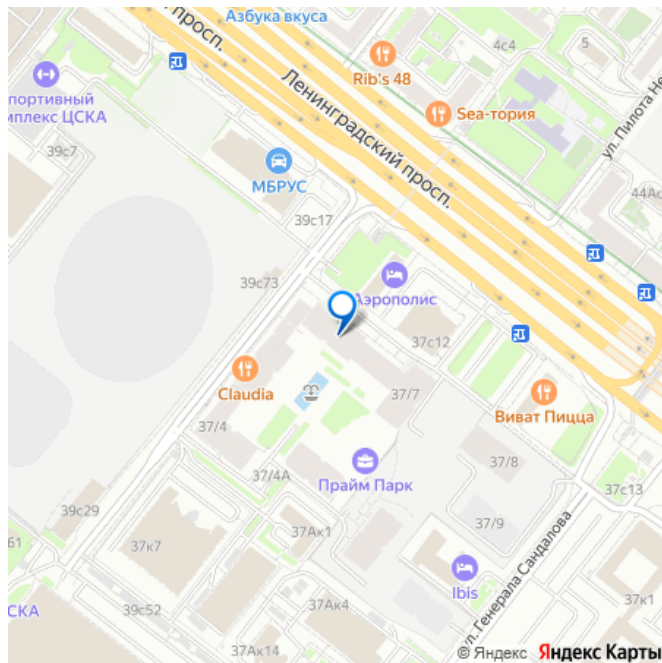 Азбука вкуса
просп.
4с4
5
Rib's 48
Ленинградский просп.
Sea-тория
портивный
мплекс ЦСКА
39с7
ул. Пилота Не
МБРУС
44Ас
39с17
39с73
Аэрополис
37с12
Claudia
37/7
Виват Пицца
37/4
37/8
37/4А
Прайм Парк
37с13
39с29
37/9
61
37Ак1
37к7
ул. Генерала Сандалова
Ibis
СКА
39с52
37Ак4
37к1
37Ак14
© Яндекс Яндекс Карты